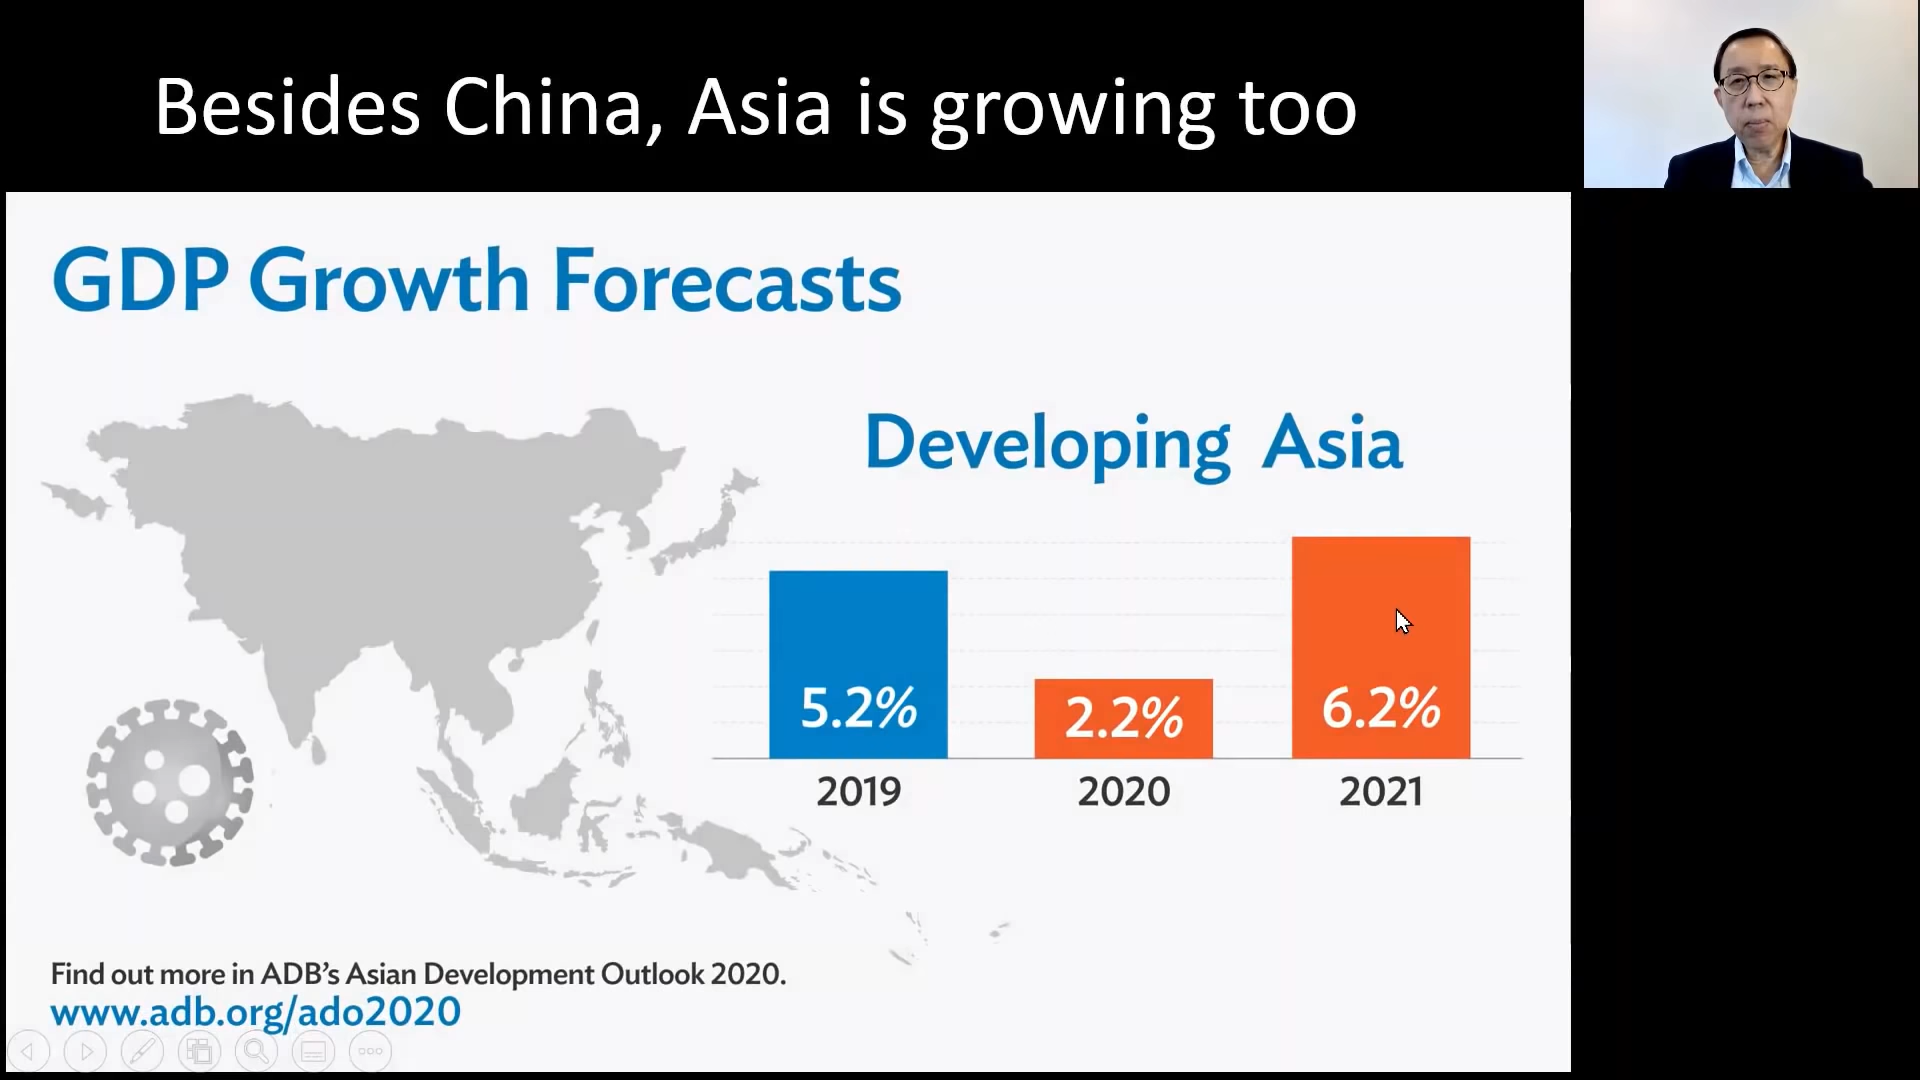 Besides China, Asia is growing too
GDP Growth Forecasts
Developing Asia
5.2%
2.2%
6.2%
2019
2020
2021
Find out more in ADB’s Asian Development Outlook 2020.
www.adb.org/ado2020